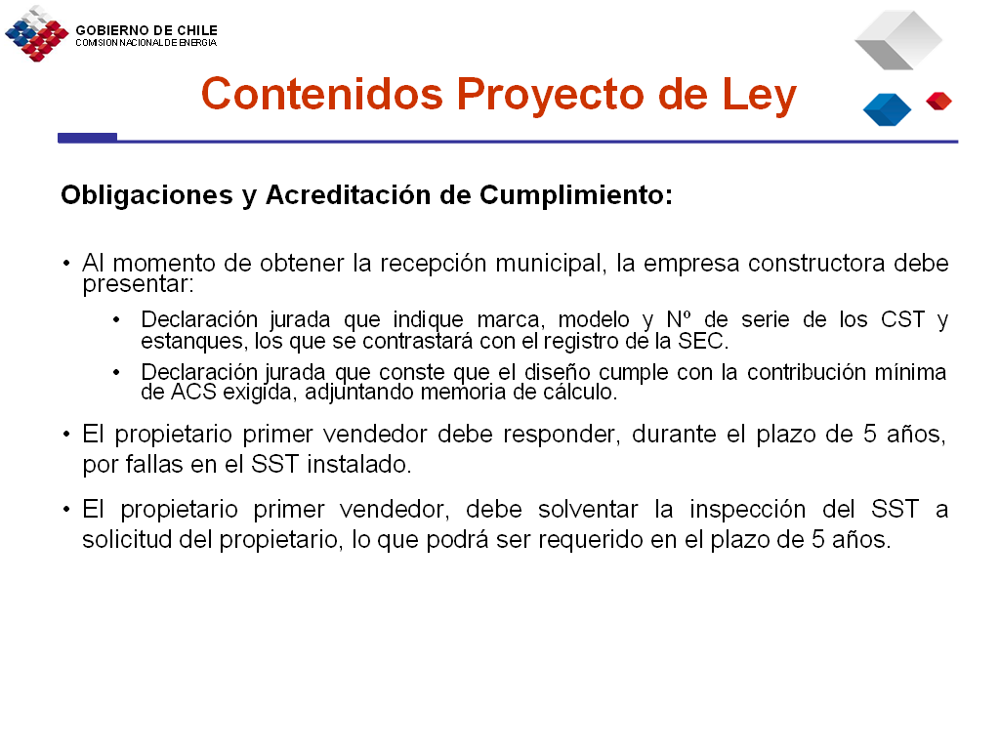 GOBIERNO DE CHILE
COMISION NACIONAL DE ENERGIA
Contenidos Proyecto de Ley
Obligaciones y Acreditación de Cumplimiento:
• Al momento de obtener la recepción municipal, la empresa constructora debe
presentar:
• Declaración jurada que indique marca, modelo y Nº de serie de los CST y
estanques, los que se contrastará con el registro de la SEC.
• Declaración jurada que conste que el diseño cumple con la contribución mínima
de ACS exigida, adjuntando memoria de cálculo.
• El propietario primer vendedor debe responder, durante el plazo de 5 años,
por fallas en el SST instalado.
• El propietario primer vendedor, debe solventar la inspección del SST a
solicitud del propietario, lo que podrá ser requerido en el plazo de 5 años.